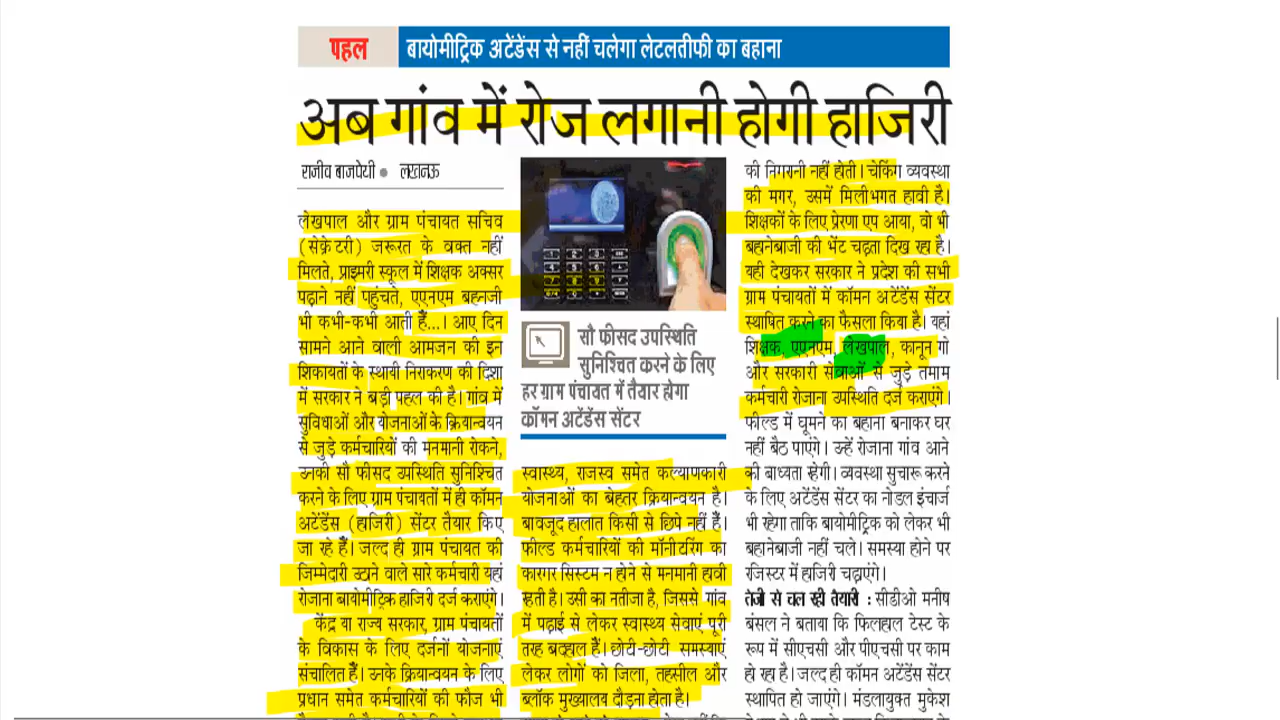 पहल
बायोमीट्रिक अटेंडेंस से नहीं चलेगा लेटलतीफी का बहाना
अब गांव में रोज लगानी होगी हाजिरी
राजीव बाजपेयी ● लखनऊ
लेखपाल और ग्राम पंचायत सचिव
(सेक्रेटरी) जरूरत के वक्त नहीं
मिलते, प्राइमरी स्कूल में शिक्षक अक्सर
पढ़ाने नहीं पहुंचते, एएनएम बहनजी
भी कभी-कभी आती हैं...। आए दिन
सामने आने वाली आमजन की इन
शिकायतों के स्थायी निराकरण की दिशा
में सरकार ने बड़ी पहल की है। गांव में
सुविधाओं और योजनाओं के क्रियान्वयन
से जुड़े कर्मचारियों की मनमानी रोकने,
उनकी सौ फीसद उपस्थिति सुनिश्चित
करने के लिए ग्राम पंचायतों में ही कॉमन
अटेंडेंस (हाजिरी) सेंटर तैयार किए
जा रहे हैं। जल्द ही ग्राम पंचायत की
जिम्मेदारी उठाने वाले सारे कर्मचारी यहां
रोजाना बायोमीट्रिक हाजिरी दर्ज कराएंगे।
केंद्र या राज्य सरकार, ग्राम पंचायतों
के विकास के लिए दर्जनों योजनाएं
संचालित हैं। उनके क्रियान्वयन के लिए
प्रधान समेत कर्मचारियों की फौज भी
सौ फीसद उपस्थिति
सुनिश्चित करने के लिए
हर ग्राम पंचायत में तैयार होगा
कॉमन अटेंडेंस सेंटर
स्वास्थ्य, राजस्व समेत कल्याणकारी
योजनाओं का बेहतर क्रियान्वयन है।
बावजूद हालात किसी से छिपे नहीं हैं।
फील्ड कर्मचारियों की मॉनीटरिंग का
कारगर सिस्टम न होने से मनमानी हावी
रहती है। उसी का नतीजा है, जिससे गांव
में पढ़ाई से लेकर स्वास्थ्य सेवाएं पूरी
तरह बदहाल हैं। छोटी-छोटी समस्याएं
लेकर लोगों को जिला, तहसील और
ब्लॉक मुख्यालय दौड़ना होता है।
की निगरानी नहीं होती। चेकिंग व्यवस्था
की मगर, उसमें मिलीभगत हावी है।
शिक्षकों के लिए प्रेरणा एप आया, वो भी
बहानेबाजी की भेंट चढ़ता दिख रहा है।
यही देखकर सरकार ने प्रदेश की सभी
ग्राम पंचायतों में कॉमन अटेंडेंस सेंटर
स्थापित करने का फैसला किया है। वहां
शिक्षक, एएनएम, लेखपाल, कानून गो
और सरकारी सेवाओं से जुड़े तमाम
कर्मचारी रोजाना उपस्थिति दर्ज कराएंगे।
फील्ड में घूमने का बहाना बनाकर घर
नहीं बैठ पाएंगे। उन्हें रोजाना गांव आने
की बाध्यता रहेगी। व्यवस्था सुचारू करने
के लिए अटेंडेंस सेंटर का नोडल इंचार्ज
भी रहेगा ताकि बायोमीट्रिक को लेकर भी
बहानेबाजी नहीं चले। समस्या होने पर
रजिस्टर में हाजिरी चढ़ाएंगे।
तेजी से चल रही तैयारी : सीडीओ मनीष
बंसल ने बताया कि फिलहाल टेस्ट के
रूप में सीएचसी और पीएचसी पर काम
हो रहा है। जल्द ही कॉमन अटेंडेंस सेंटर
स्थापित हो जाएंगे। मंडलायुक्त मुकेश